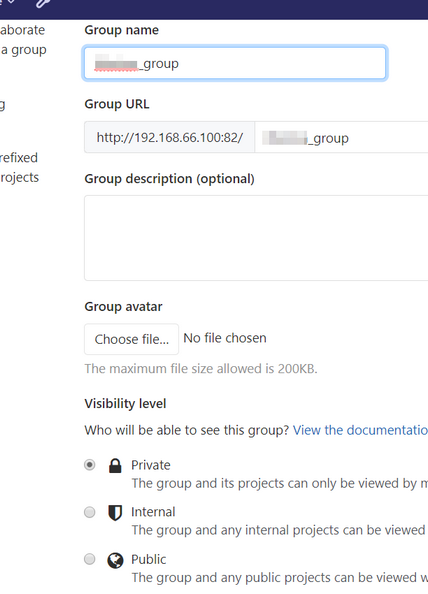 aborate
a group
g
refixed
rojects
Group name
_group
Group URL
http://192.168.66.100:82/ _group
Group description (optional)
Group avatar
Choose file... No file chosen
The maximum file size allowed is 200KB.
Visibility level
Who will be able to see this group? View the documentatio
Private
The group and its projects can only be viewed by m
Internal
The group and any internal projects can be viewed
Public
The group and any public projects can be viewed w